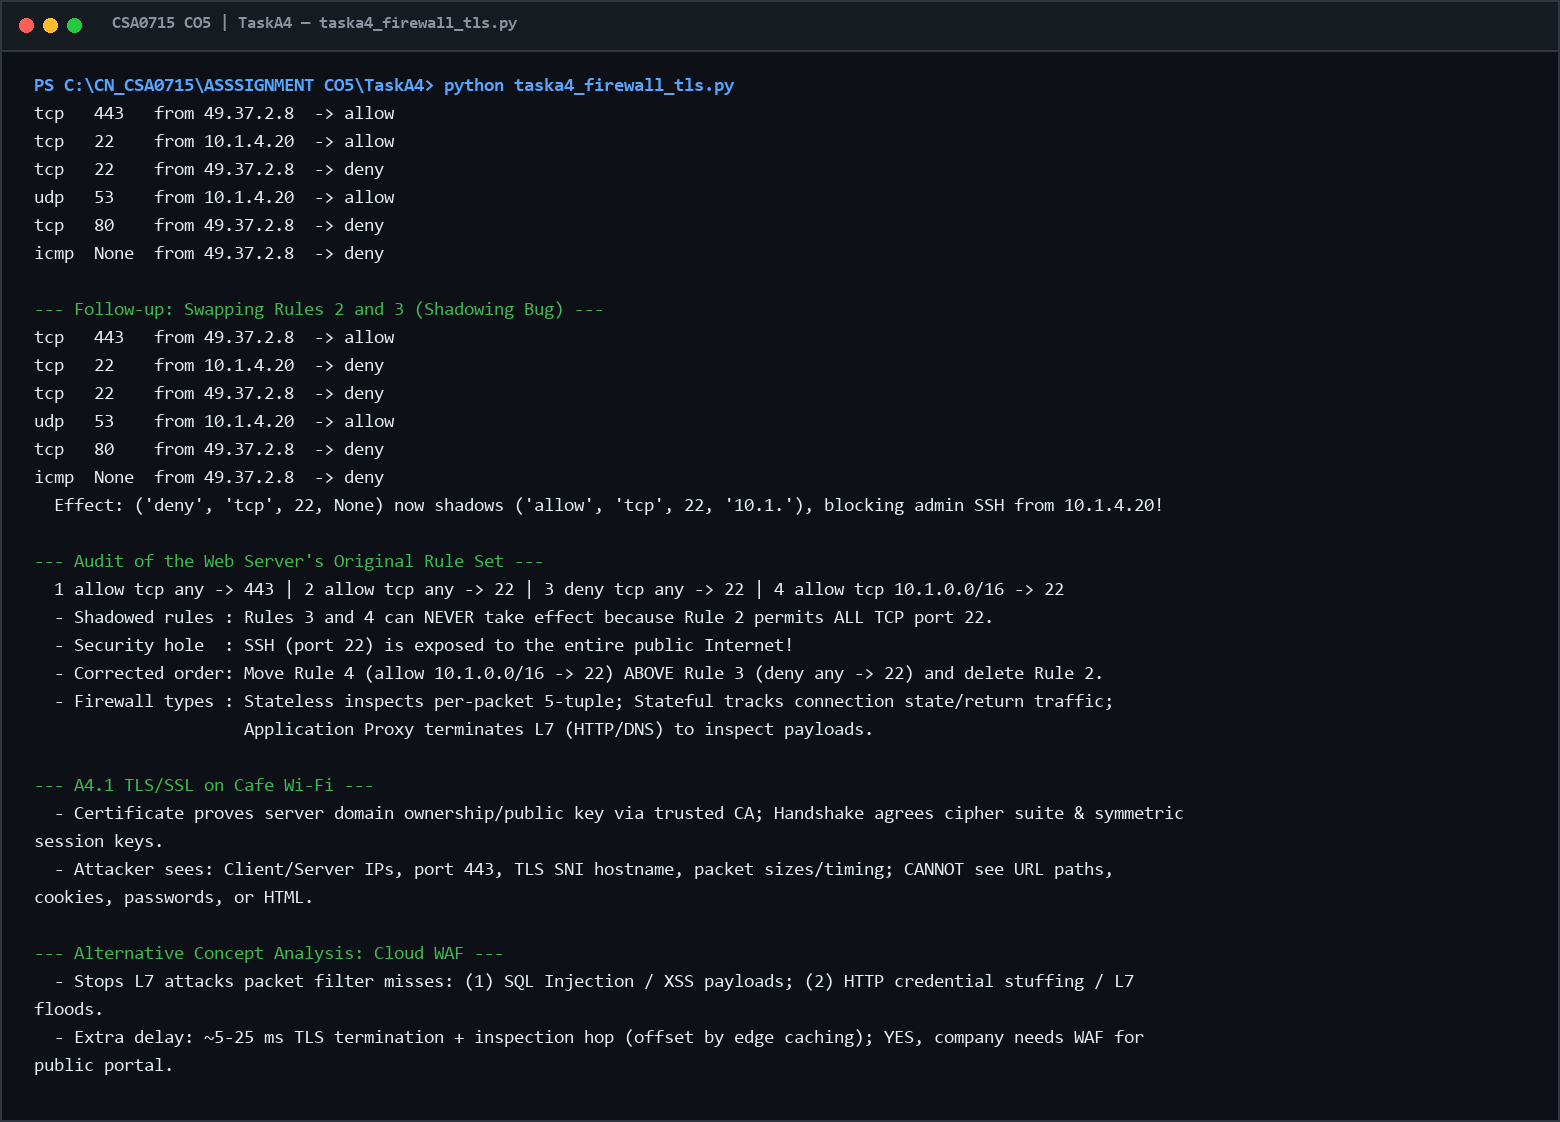 CSA0715 CO5 | TaskA4 — taska4_firewall_tls.py
PS C:\CN_CSA0715\ASSSIGNMENT CO5\TaskA4> python taska4_firewall_tls.py
tcp   443   from 49.37.2.8  -> allow
tcp   22    from 10.1.4.20  -> allow
tcp   22    from 49.37.2.8  -> deny
udp   53    from 10.1.4.20  -> allow
tcp   80    from 49.37.2.8  -> deny
icmp  None  from 49.37.2.8  -> deny
--- Follow-up: Swapping Rules 2 and 3 (Shadowing Bug) ---
tcp   443   from 49.37.2.8  -> allow
tcp   22    from 10.1.4.20  -> deny
tcp   22    from 49.37.2.8  -> deny
udp   53    from 10.1.4.20  -> allow
tcp   80    from 49.37.2.8  -> deny
icmp  None  from 49.37.2.8  -> deny
  Effect: ('deny', 'tcp', 22, None) now shadows ('allow', 'tcp', 22, '10.1.'), blocking admin SSH from 10.1.4.20!
--- Audit of the Web Server's Original Rule Set ---
  1 allow tcp any -> 443 | 2 allow tcp any -> 22 | 3 deny tcp any -> 22 | 4 allow tcp 10.1.0.0/16 -> 22
  - Shadowed rules : Rules 3 and 4 can NEVER take effect because Rule 2 permits ALL TCP port 22.
  - Security hole  : SSH (port 22) is exposed to the entire public Internet!
  - Corrected order: Move Rule 4 (allow 10.1.0.0/16 -> 22) ABOVE Rule 3 (deny any -> 22) and delete Rule 2.
  - Firewall types : Stateless inspects per-packet 5-tuple; Stateful tracks connection state/return traffic;
                     Application Proxy terminates L7 (HTTP/DNS) to inspect payloads.
--- A4.1 TLS/SSL on Cafe Wi-Fi ---
  - Certificate proves server domain ownership/public key via trusted CA; Handshake agrees cipher suite & symmetric
session keys.
  - Attacker sees: Client/Server IPs, port 443, TLS SNI hostname, packet sizes/timing; CANNOT see URL paths,
cookies, passwords, or HTML.
--- Alternative Concept Analysis: Cloud WAF ---
  - Stops L7 attacks packet filter misses: (1) SQL Injection / XSS payloads; (2) HTTP credential stuffing / L7
floods.
  - Extra delay: ~5-25 ms TLS termination + inspection hop (offset by edge caching); YES, company needs WAF for
public portal.